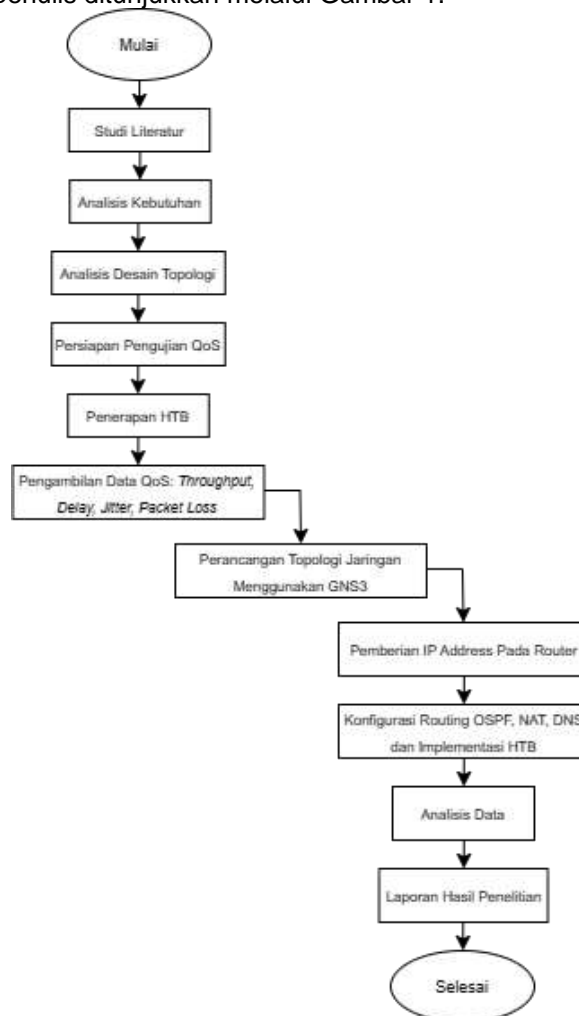 penulis ditunjukkan melalui Gambar 1.
Mulai
Studi Literatur
Analisis Kebutuhan
Analisis Desain Topologi
Persiapan Pengujian QoS
Penerapan HTB
Pengambilan Data QoS: Throughput,
Delay, Jitter, Packet Loss
Perancangan Topologi Jaringan
Menggunakan GNS3
Pemberian IP Address Pada Router
Konfigurasi Routing OSPF, NAT, DNS
dan Implementasi HTB
Analisis Data
Laporan Hasil Penelitian
Selesai